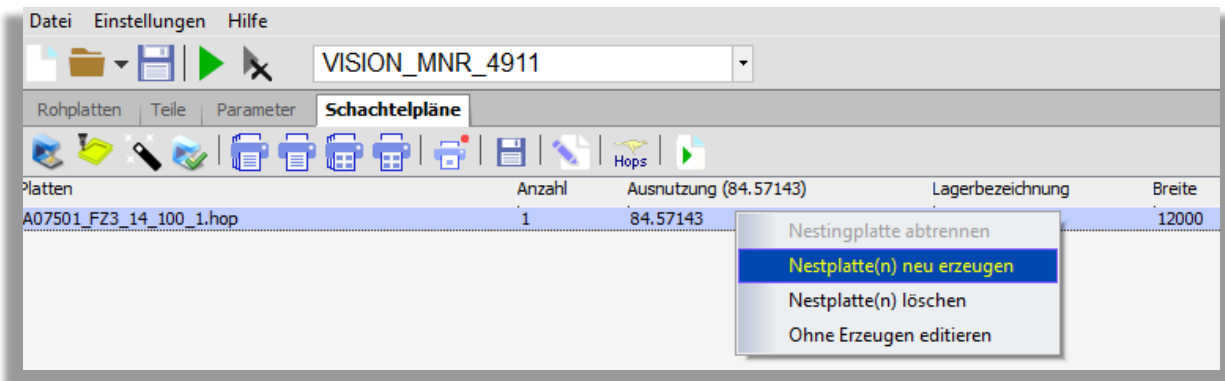 Datei Einstellungen Hilfe
VISION_MNR_4911
Rohplatten Teile Parameter Schachtelpläne
Hops
Platten Anzahl Ausnutzung (84.57143) Lagerbezeichnung Breite
A07501_FZ3_14_100_1.hop 1 84.57143 12000
Nestingplatte abtrennen
Nestplatte(n) neu erzeugen
Nestplatte(n) löschen
Ohne Erzeugen editieren